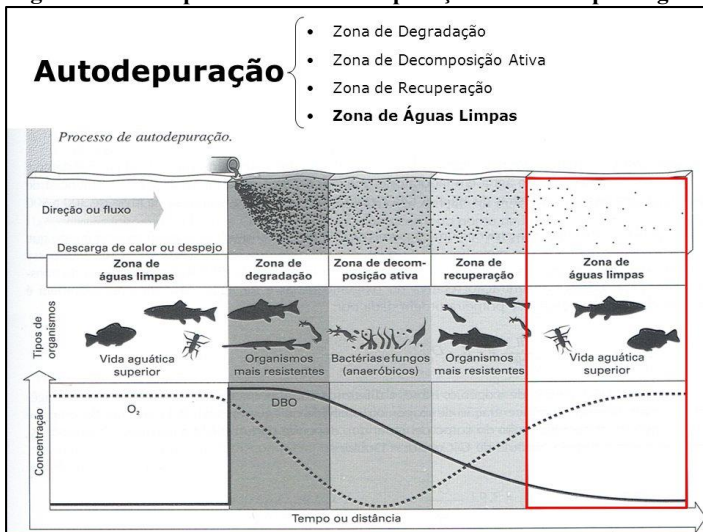 Autodepuração
• Zona de Degradação
• Zona de Decomposição Ativa
• Zona de Recuperação
• Zona de Águas Limpas
Processo de autodepuração.
Direção ou fluxo
Descarga de calor ou despejo
Zona de águas limpas
Zona de degradação
Zona de decom-
posição ativa
Zona de recuperação
Zona de águas limpas
Tipos de organismos
Vida aquática superior
Organismos mais resistentes
Bactérias e fungos (anaeróbicos)
Organismos mais resistentes
Vida aquática superior
Concentração
O₂
DBO
Tempo ou distância